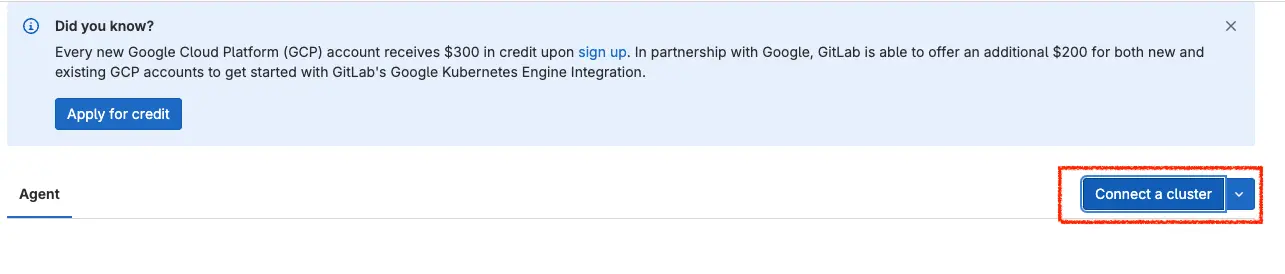 Did you know?
Every new Google Cloud Platform (GCP) account receives $300 in credit upon sign up. In partnership with Google, GitLab is able to offer an additional $200 for both new and
existing GCP accounts to get started with GitLab's Google Kubernetes Engine Integration.
Apply for credit
Agent
Connect a cluster